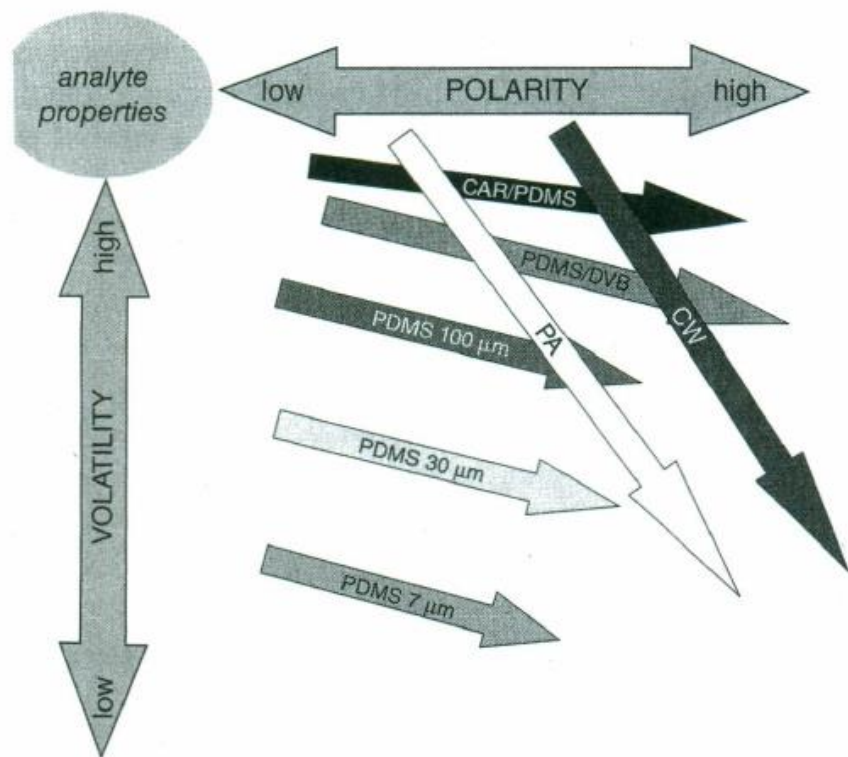 analyte
properties
low
POLARITY
high
CAR/PDMS
PDMS/DVB
PDMS 100 µm
PA
CW
PDMS 30 µm
PDMS 7 µm
high
VOLATILITY
low